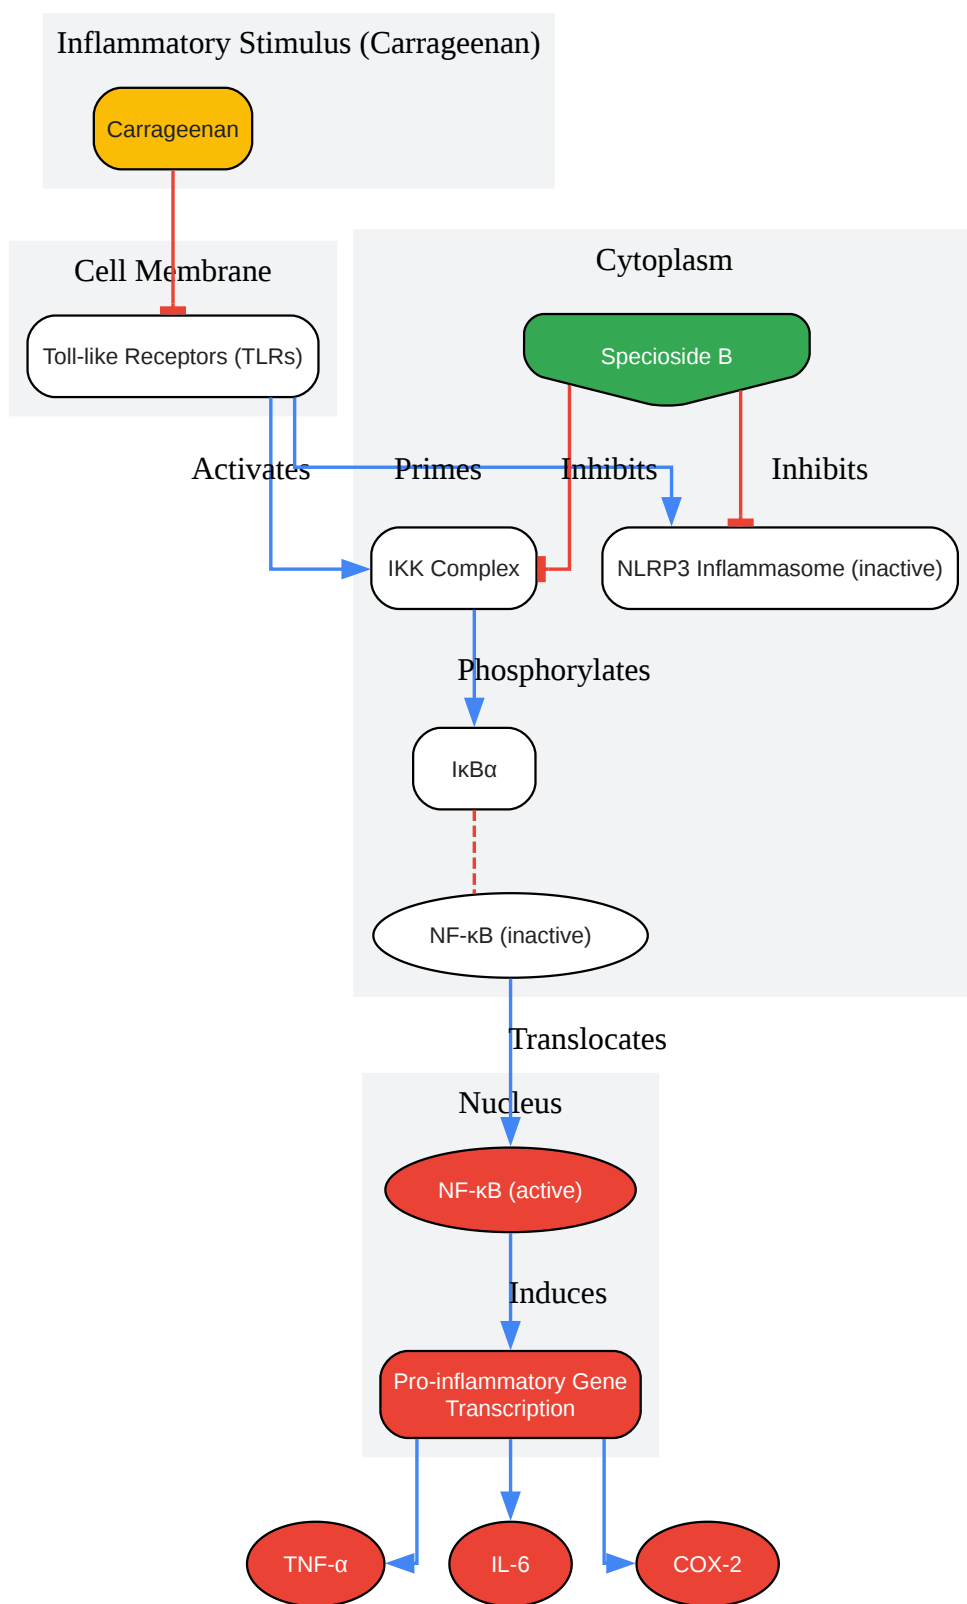 Inflammatory Stimulus (Carrageenan)
Carrageenan
Cell Membrane
Toll-like Receptors (TLRs)
Cytoplasm
Specioside B
Activates
Primes
Inhibits
Inhibits
IKK Complex
NLRP3 Inflammasome (inactive)
Phosphorylates
IκBα
NF-κB (inactive)
Translocates
Nucleus
NF-κB (active)
Induces
Pro-inflammatory Gene
Transcription
TNF-α
IL-6
COX-2